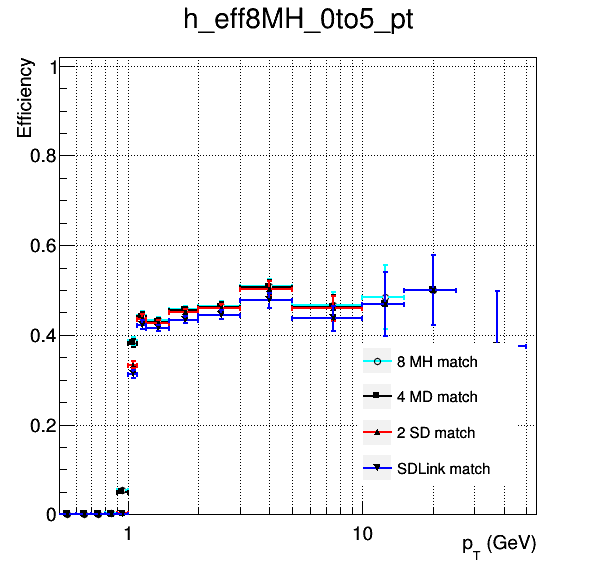 h_eff8MH_0to5_pt
Efficiency
1
0.8
0.6
0.4
0.2
0
8 MH match
4 MD match
2 SD match
SDLink match
1
10
p_T (GeV)